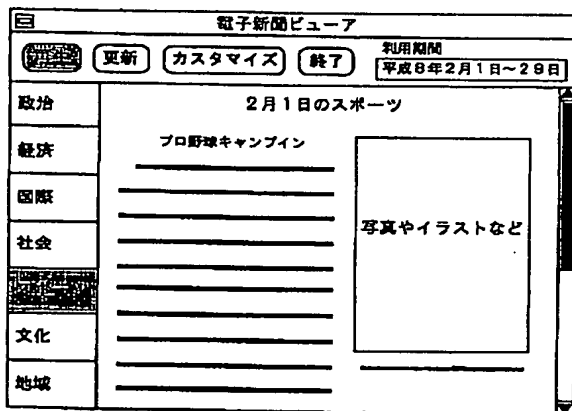 電子新聞ビューア
更新 カスタマイズ 終了
利用期間
平成8年2月1日～29日
政治
経済
国際
社会
文化
地域
2月1日のスポーツ
プロ野球キャンプイン
写真やイラストなど